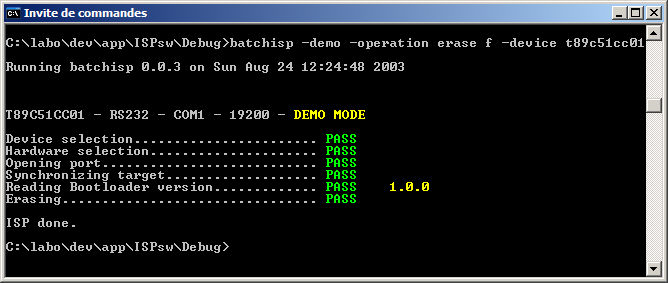 Invite de commandes
C:\labo\dev\app\ISPsw\Debug>batchisp -demo -operation erase f -device t89c51cc01
Running batchisp 0.0.3 on Sun Aug 24 12:24:48 2003
T89C51CC01 - RS232 - COM1 - 19200 - DEMO MODE
Device selection....................... PASS
Hardware selection..................... PASS
Opening port........................... PASS
Synchronizing target................... PASS
Reading Bootloader version............. PASS    1.0.0
Erasing................................ PASS
ISP done.
C:\labo\dev\app\ISPsw\Debug>